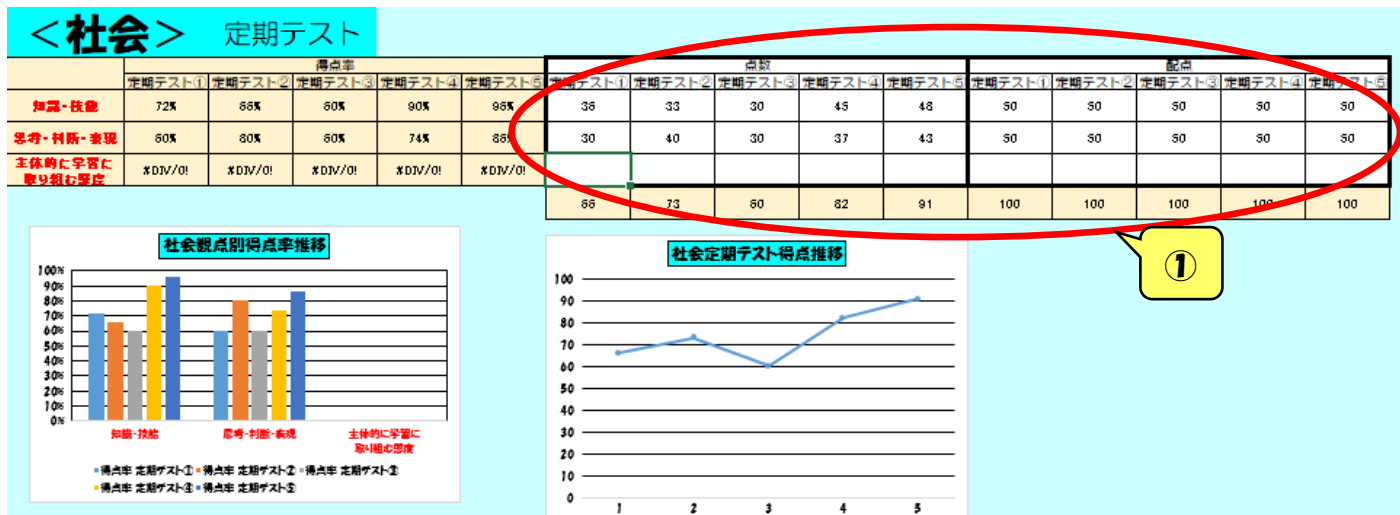 ＜社会＞ 定期テスト
得点率 点数 配点
定期テスト① 定期テスト② 定期テスト③ 定期テスト④ 定期テスト⑤ 定期テスト① 定期テスト② 定期テスト③ 定期テスト④ 定期テスト⑤ 定期テスト① 定期テスト② 定期テスト③ 定期テスト④ 定期テスト⑤
知識・技能 72% 66% 60% 90% 96% 36 33 30 45 48 50 50 50 50 50
思考・判断・表現 60% 80% 60% 74% 86% 30 40 30 37 43 50 50 50 50 50
主体的に学習に
取り組む態度 #DIV/0! #DIV/0! #DIV/0! #DIV/0! #DIV/0!
66 73 60 82 91 100 100 100 100 100
①
社会観点別得点率推移
100%
90%
80%
70%
60%
50%
40%
30%
20%
10%
0%
知識・技能 思考・判断・表現 主体的に学習に
取り組む態度
得点率 定期テスト① 得点率 定期テスト② 得点率 定期テスト③
得点率 定期テスト④ 得点率 定期テスト⑤
社会定期テスト得点推移
100
90
80
70
60
50
40
30
20
10
0
1 2 3 4 5